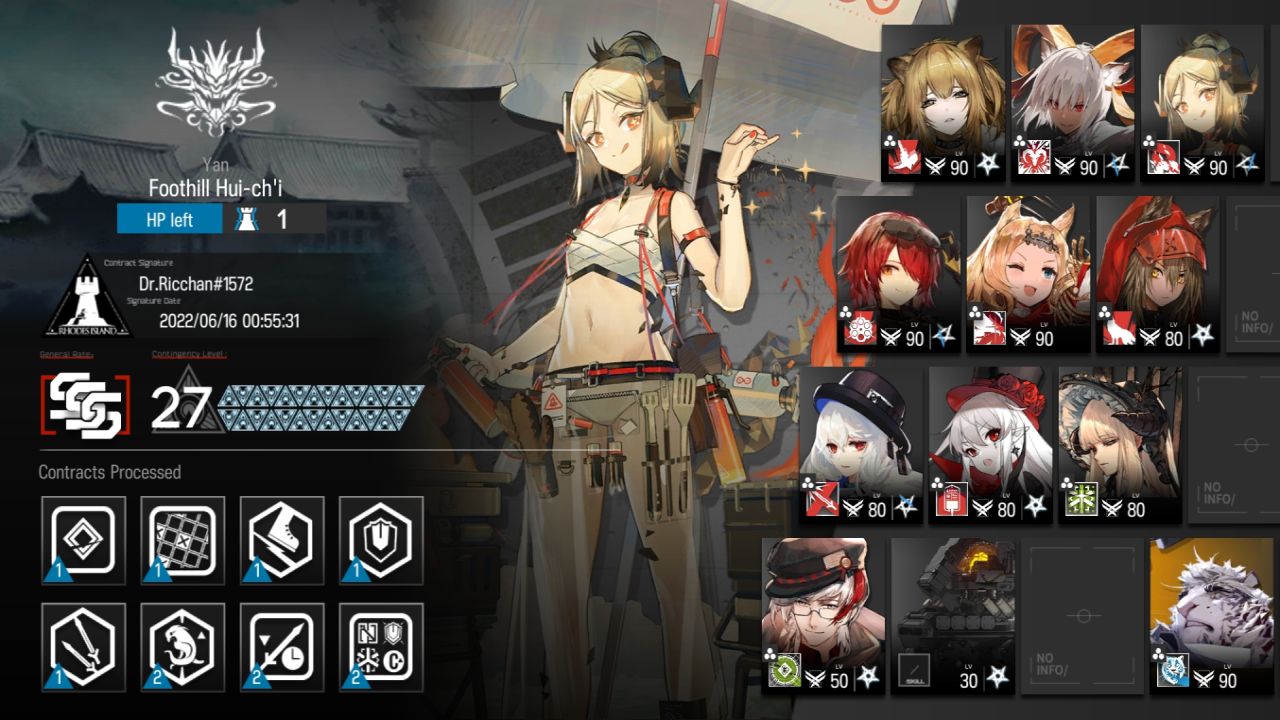 Yan
Foothill Hui-ch'i
HP left 1
Contract Signature
Dr.Ricchan#1572
Signature Date
2022/06/16 00:55:31
RHODES ISLAND
General Rate:
Contingency Level:
SSS
27
Contracts Processed
1 1 1 1
1 2 2 2
LV 90 LV 90 LV 90
LV 90 LV 90 LV 80
NO INFO/
LV 80 LV 80 LV 80
NO INFO/
LV 50
SKILL
LV 30
NO INFO/
LV 90